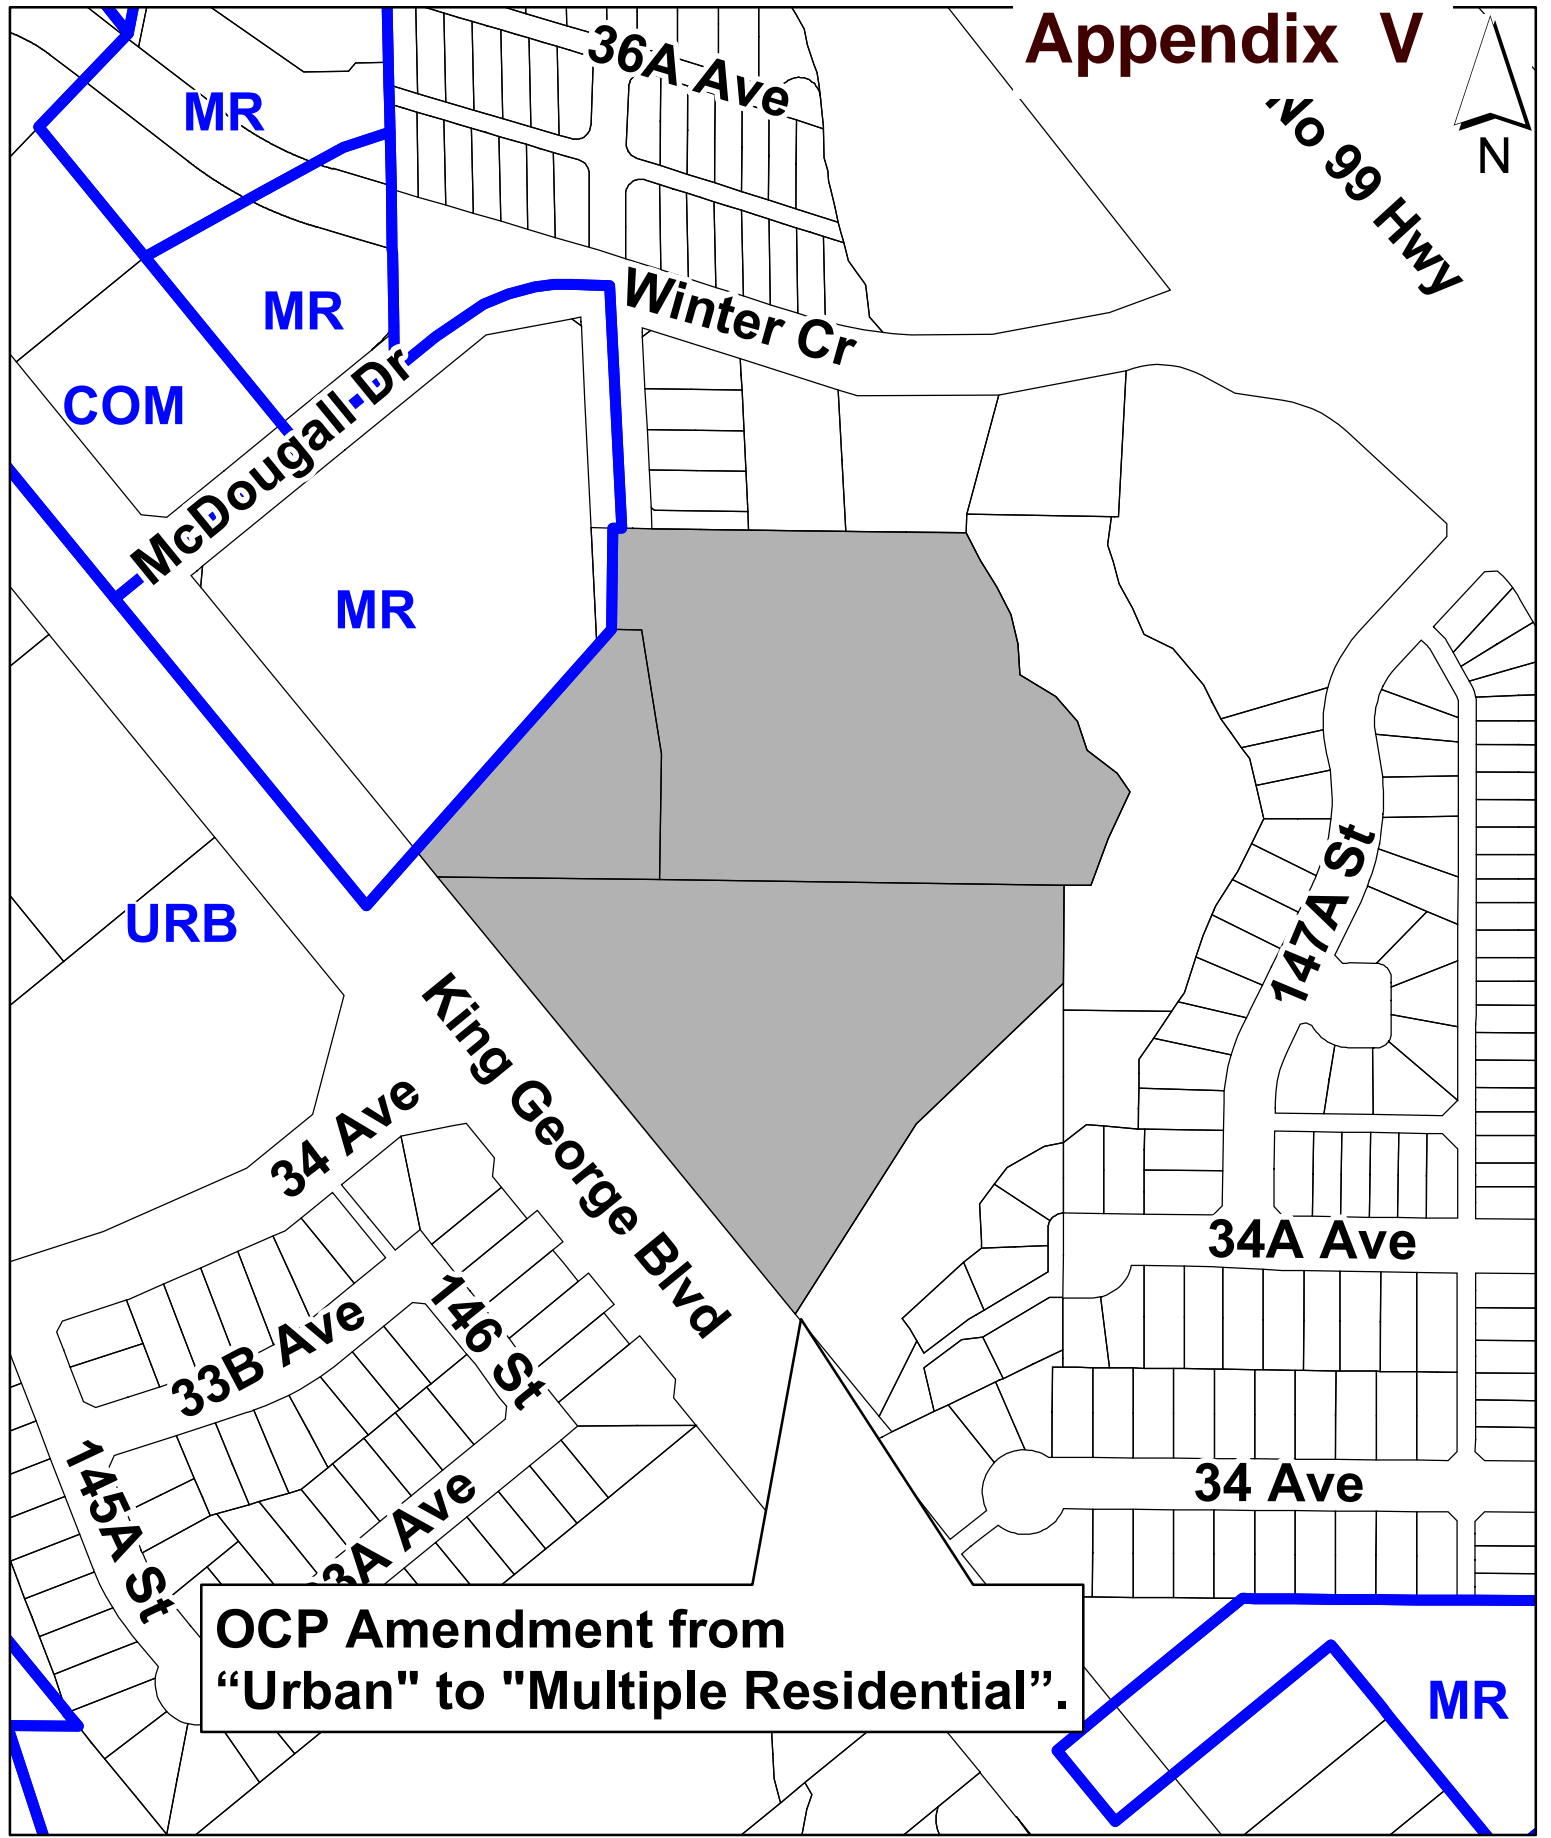 Appendix V
36A Ave
N
No 99 Hwy
MR
MR
Winter Cr
COM
McDougall Dr
MR
147A St
URB
King George Blvd
34 Ave
34A Ave
146 St
33B Ave
145A St
34 Ave
3A Ave
OCP Amendment from
“Urban" to "Multiple Residential”.
MR